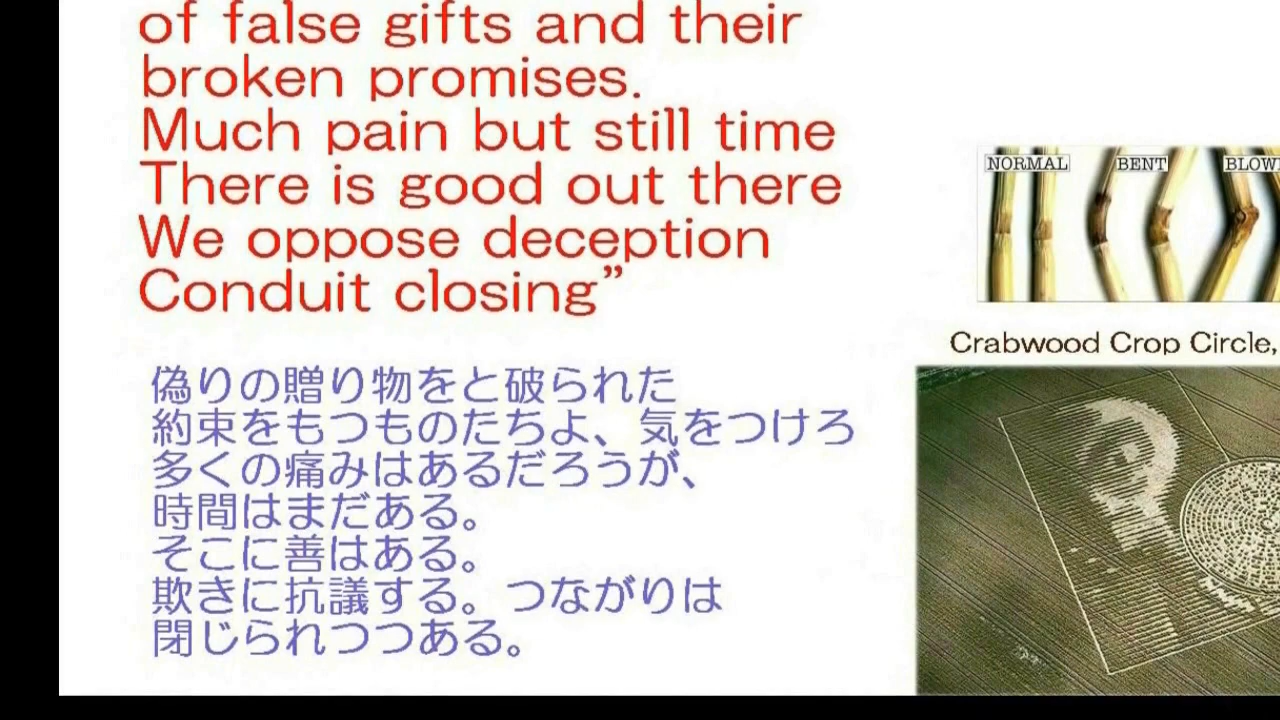 of false gifts and their
broken promises.
Much pain but still time
There is good out there
We oppose deception
Conduit closing”
偽りの贈り物をと破られた
約束をもつものたちよ、気をつけろ
多くの痛みはあるだろうが、
時間はまだある。
そこに善はある。
欺きに抗議する。つながりは
閉じられつつある。
NORMAL
BENT
BLOW
Crabwood Crop Circle,